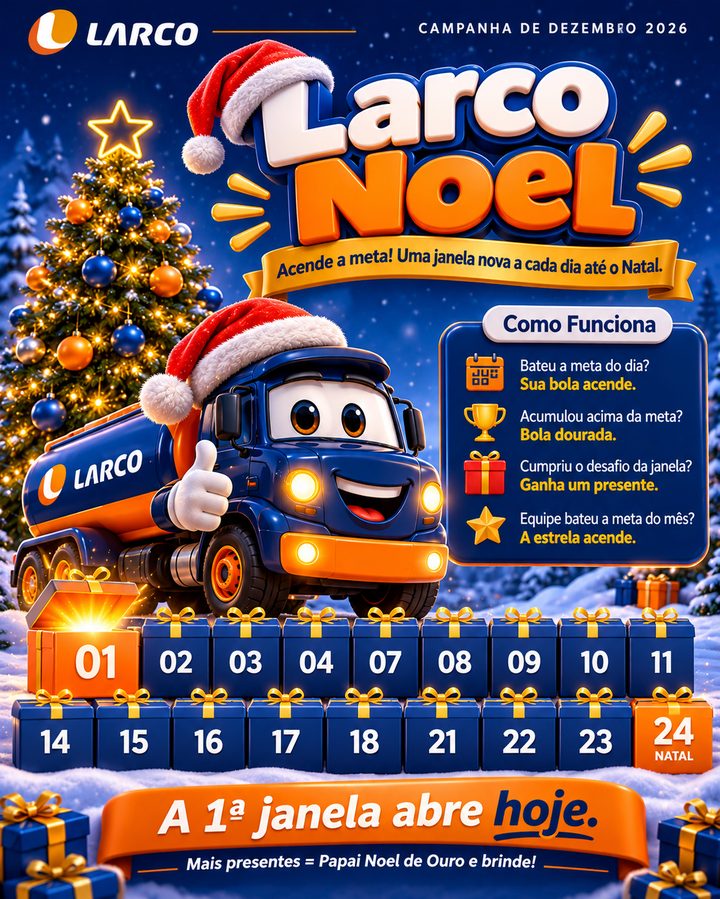 LARCO
CAMPANHA DE DEZEMBRO 2026
Larco
NOeL
Acende a meta! Uma janela nova a cada dia até o Natal.
Como Funciona
Bateu a meta do dia?
Sua bola acende.
Acumulou acima da meta?
Bola dourada.
Cumpriu o desafio da janela?
Ganha um presente.
Equipe bateu a meta do mês?
A estrela acende.
LARCO
01 02 03 04 07 08 09 10 11
14 15 16 17 18 21 22 23 24
NATAL
A 1ª janela abre hoje.
Mais presentes = Papai Noel de Ouro e brinde!